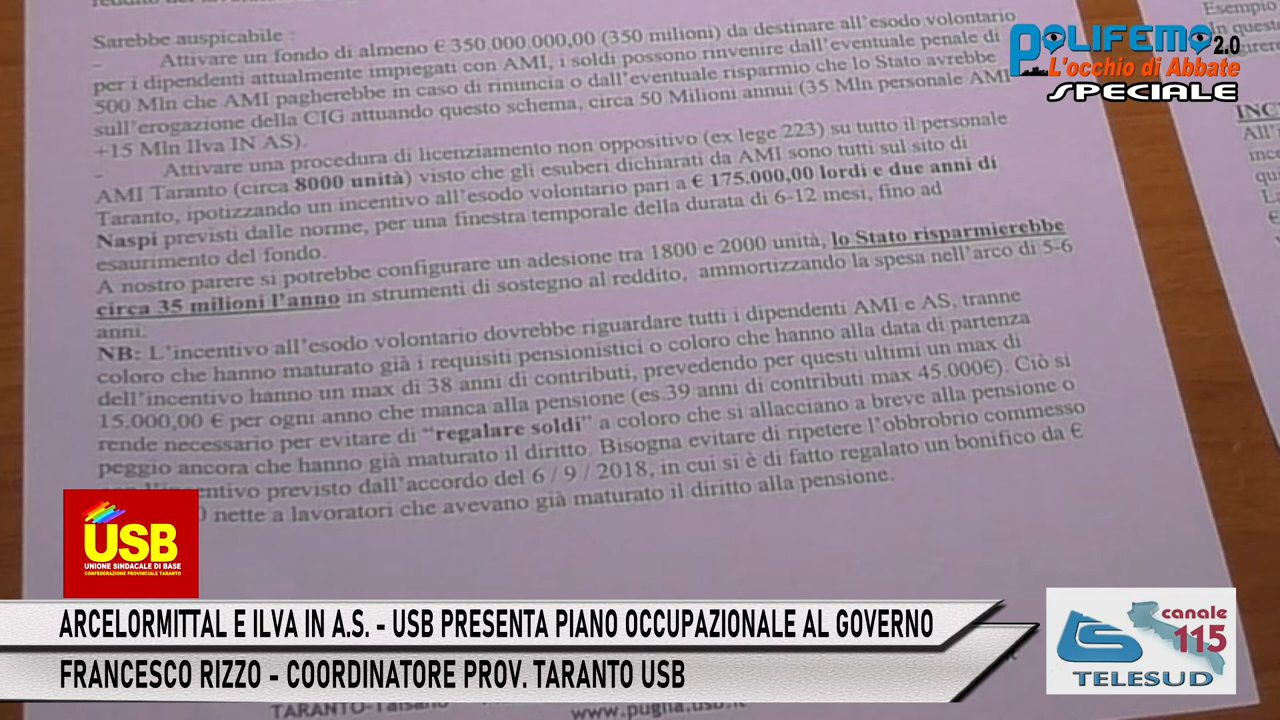 Sarebbe auspicabile :
Attivare un fondo di almeno € 350.000.000,00 (350 milioni) da destinare all'esodo volontario
per i dipendenti attualmente impiegati con AMI, i soldi possono rinvenire dall'eventuale penale di
500 Mln che AMI pagherebbe in caso di rinuncia o dall'eventuale risparmio che lo Stato avrebbe
sull'erogazione della CIG attuando questo schema, circa 50 Milioni annui (35 Mln personale AMI
+15 Mln Ilva IN AS).
- Attivare una procedura di licenziamento non oppositivo (ex lege 223) su tutto il personale
AMI Taranto (circa 8000 unità) visto che gli esuberi dichiarati da AMI sono tutti sul sito di
Taranto, ipotizzando un incentivo all'esodo volontario pari a € 175.000,00 lordi e due anni di
Naspi previsti dalle norme, per una finestra temporale della durata di 6-12 mesi, fino ad
esaurimento del fondo.
A nostro parere si potrebbe configurare un adesione tra 1800 e 2000 unità, lo Stato risparmierebbe
circa 35 milioni l'anno in strumenti di sostegno al reddito, ammortizzando la spesa nell'arco di 5-6
anni.
NB: L'incentivo all'esodo volontario dovrebbe riguardare tutti i dipendenti AMI e AS, tranne
coloro che hanno maturato già i requisiti pensionistici o coloro che hanno alla data di partenza
dell'incentivo hanno un max di 38 anni di contributi, prevedendo per questi ultimi un max di
15.000,00 € per ogni anno che manca alla pensione (es.39 anni di contributi max 45.000€). Ciò si
rende necessario per evitare di “regalare soldi” a coloro che si allacciano a breve alla pensione o
peggio ancora che hanno già maturato il diritto. Bisogna evitare di ripetere l'obbrobrio commesso
previsto dall'accordo del 6 / 9 / 2018, in cui si è di fatto regalato un bonifico da €
nette a lavoratori che avevano già maturato il diritto alla pensione.
Esempio
POLIFEMO 2.0
L'occhio di Abbate
SPECIALE
USB
UNIONE SINDACALE DI BASE
CONFEDERAZIONE PROVINCIALE TARANTO
ARCELORMITTAL E ILVA IN A.S. - USB PRESENTA PIANO OCCUPAZIONALE AL GOVERNO
FRANCESCO RIZZO - COORDINATORE PROV. TARANTO USB
canale
115
TELESUD